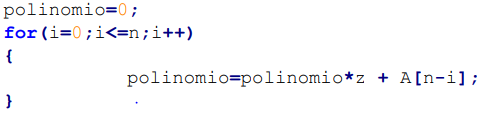 polinomio=0;
for(i=0;i<=n;i++)
{
polinomio=polinomio*z + A[n-i];
}